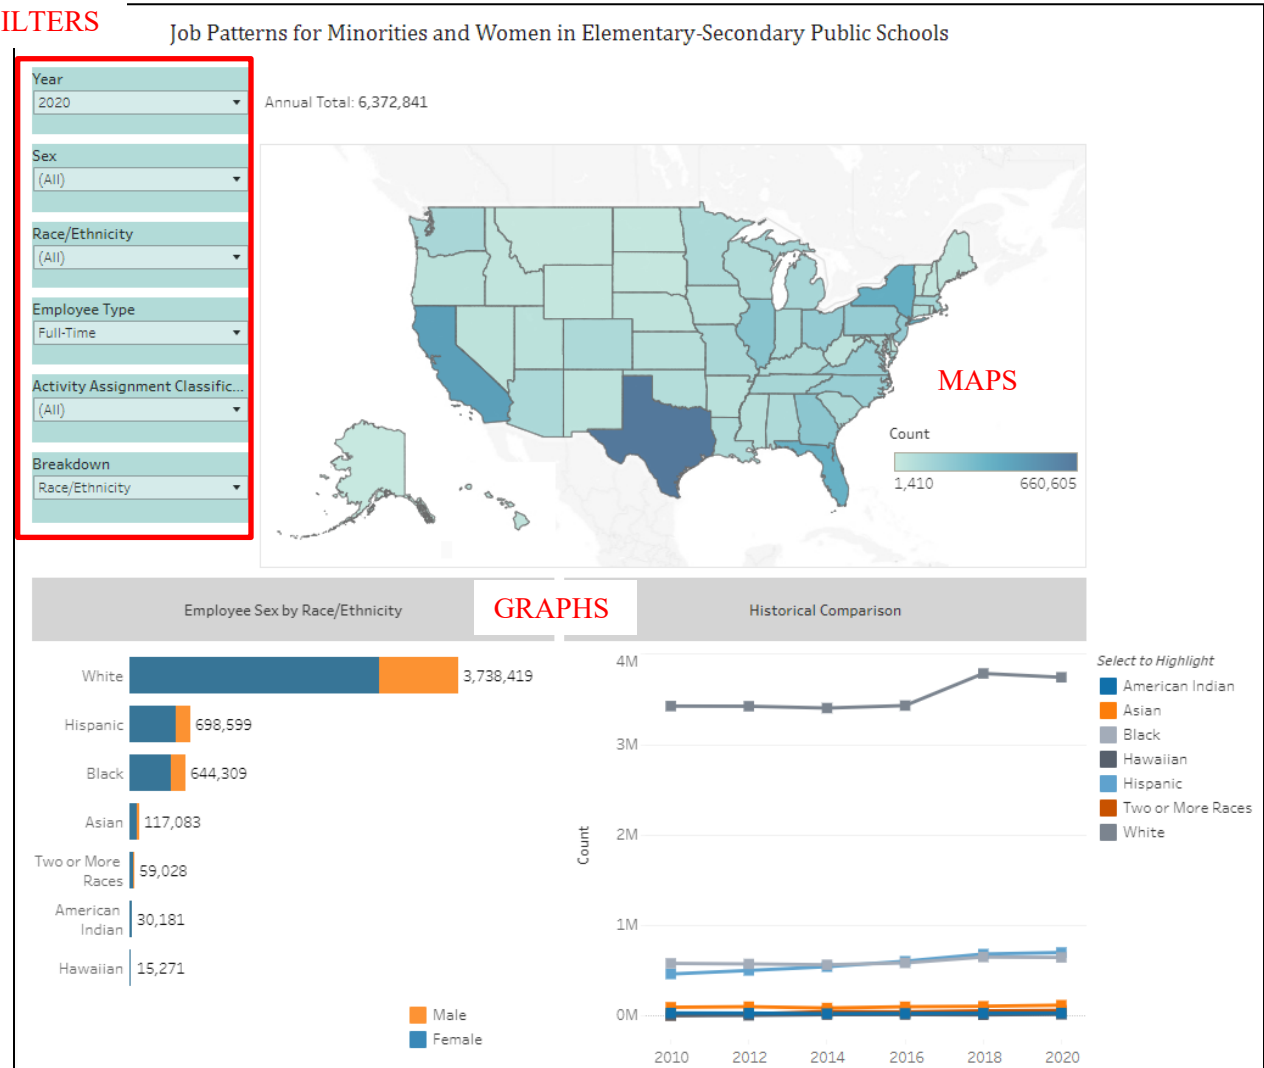 ILTERS
Job Patterns for Minorities and Women in Elementary-Secondary Public Schools
Year
2020
Annual Total: 6,372,841
Sex
(All)
Race/Ethnicity
(All)
Employee Type
Full-Time
Activity Assignment Classific...
(All)
Breakdown
Race/Ethnicity
MAPS
Count
1,410 660,605
Employee Sex by Race/Ethnicity
GRAPHS
Historical Comparison
White 3,738,419
Hispanic 698,599
Black 644,309
Asian 117,083
Two or More
Races 59,028
American
Indian 30,181
Hawaiian 15,271
Male
Female
Count
4M
3M
2M
1M
0M
2010 2012 2014 2016 2018 2020
Select to Highlight
American Indian
Asian
Black
Hawaiian
Hispanic
Two or More Races
White